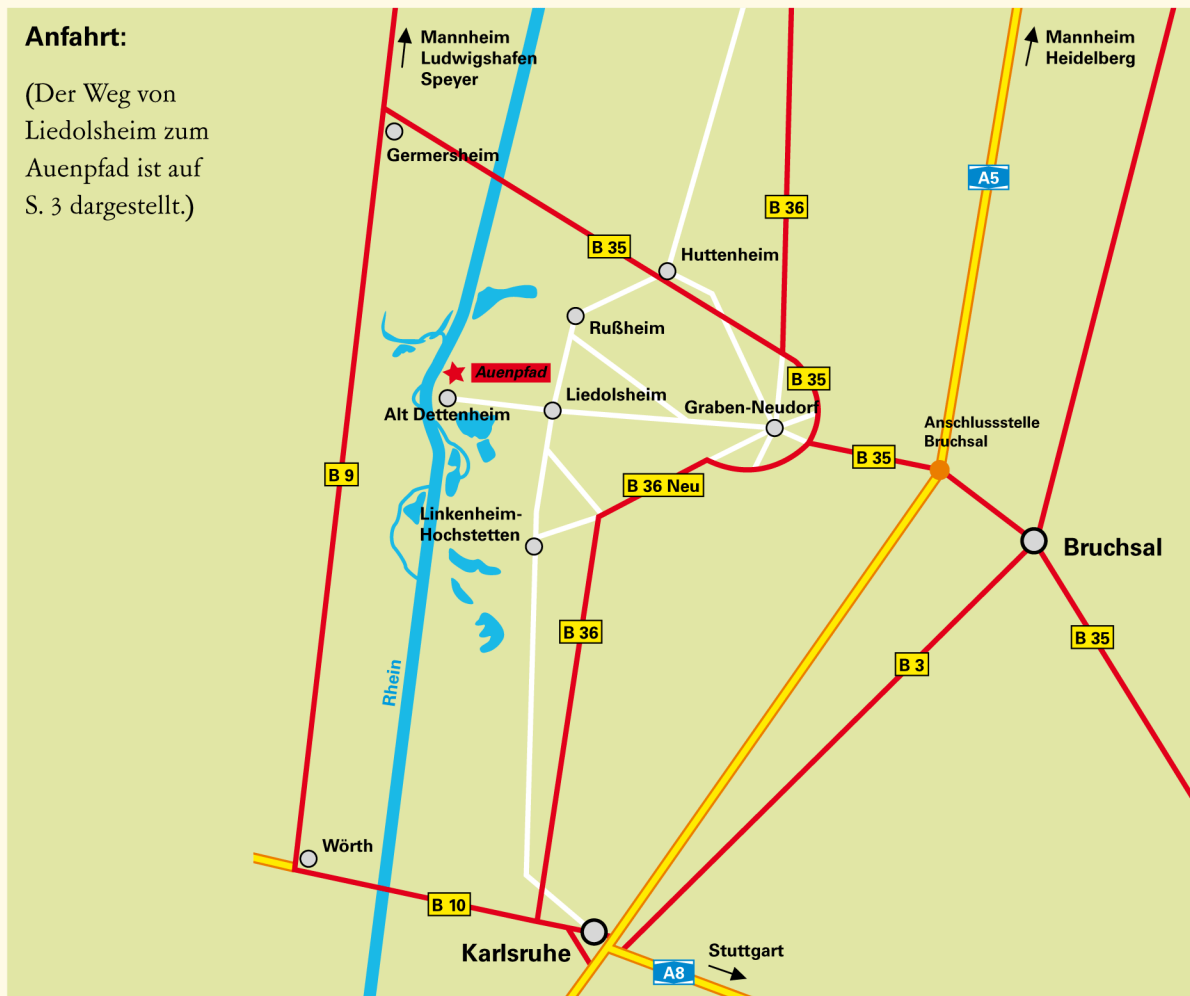 Anfahrt:
(Der Weg von
Liedolsheim zum
Auenpfad ist auf
S. 3 dargestellt.)
Mannheim
Ludwigshafen
Speyer
Mannheim
Heidelberg
Germersheim
A5
B 36
B 35
Huttenheim
Rußheim
Auenpfad
B 35
Liedolsheim
Alt Dettenheim
Graben-Neudorf
Anschlussstelle
Bruchsal
B 35
B 9
B 36 Neu
Linkenheim-
Hochstetten
Bruchsal
B 36
B 35
B 3
Rhein
Wörth
B 10
Karlsruhe
Stuttgart
A8